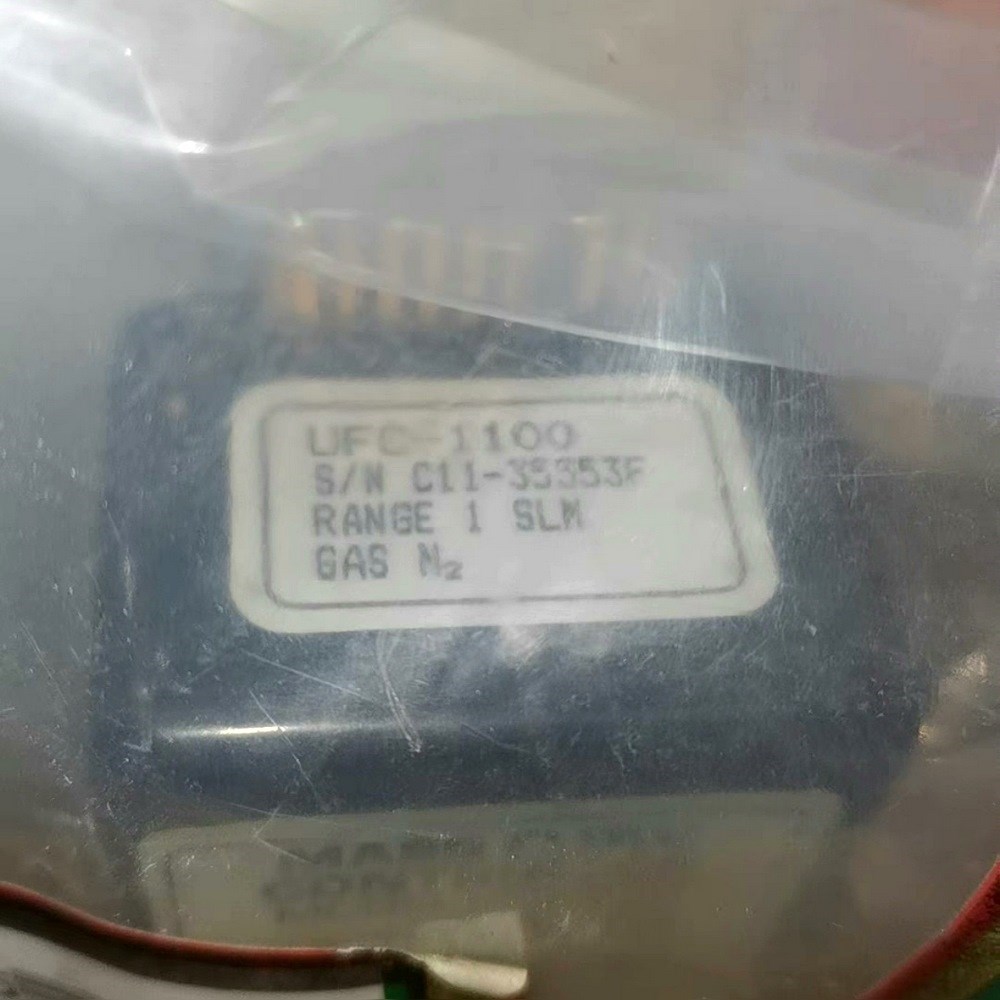 UFC-1100
S/N C11-35353F
RANGE 1 SLM
GAS N₂